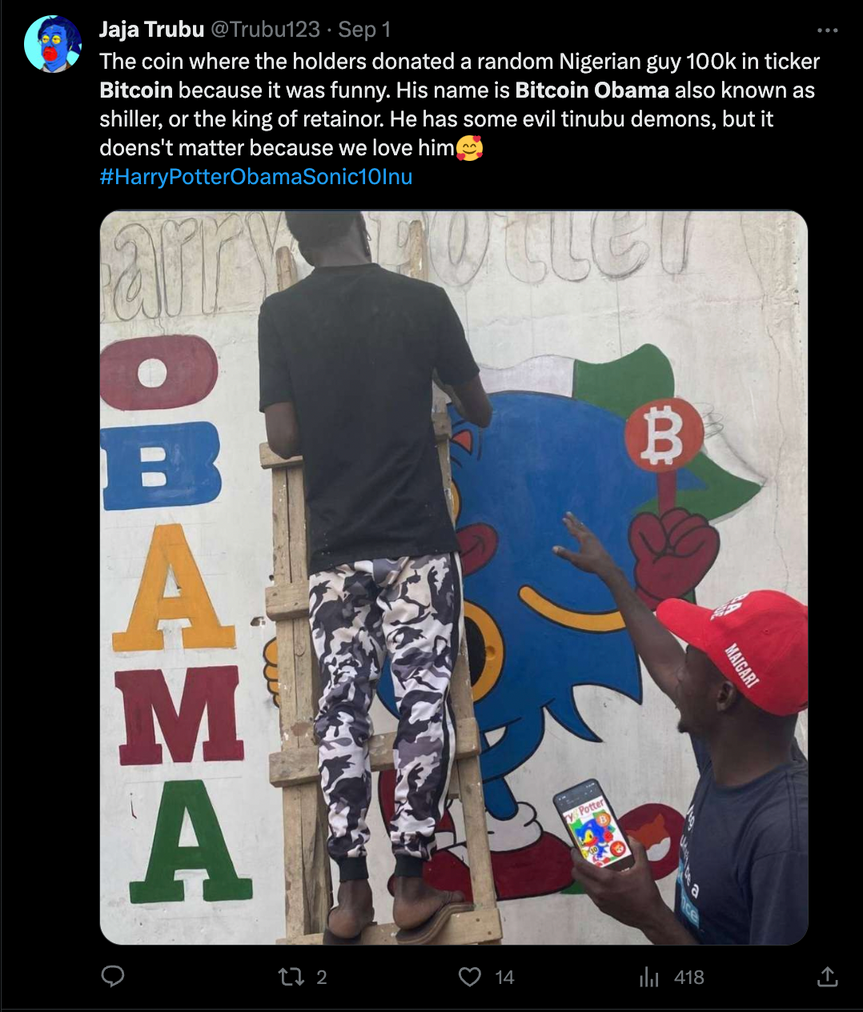 Jaja Trubu @Trubu123 · Sep 1
The coin where the holders donated a random Nigerian guy 100k in ticker
Bitcoin because it was funny. His name is Bitcoin Obama also known as
shiller, or the king of retainor. He has some evil tinubu demons, but it
doens't matter because we love him🥰
#HarryPotterObamaSonic10Inu
arry Potter
O
B
A
M
A
MAIGARI
Potter
2
14
418